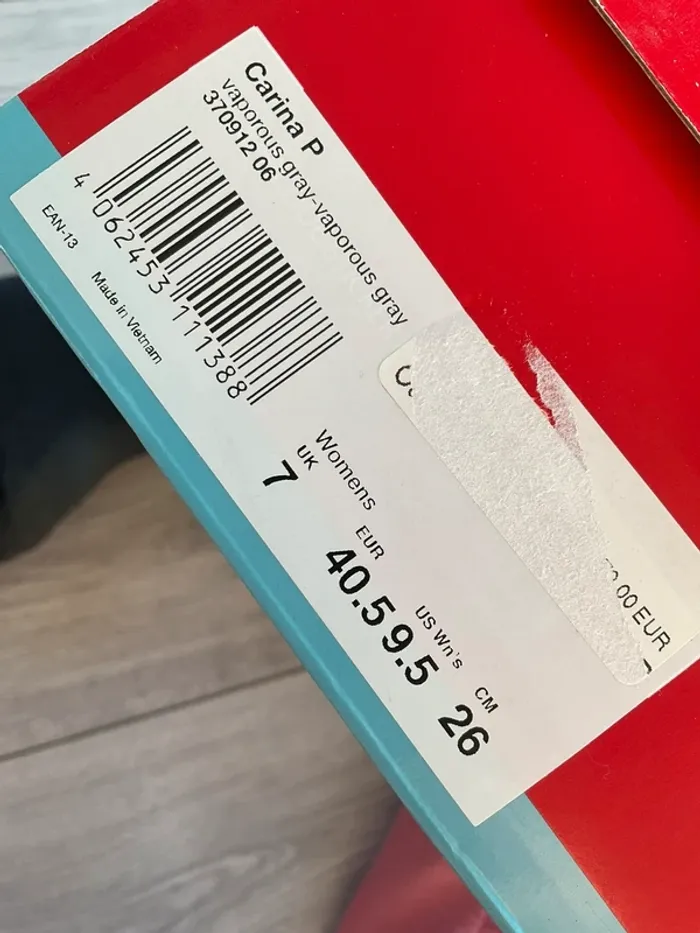 Carina P
vaporous gray-vaporous gray
370912 06
4 062453 111388
EAN-13
Made in Vietnam
Womens
UK EUR US Wn's CM
7 40.5 9.5 26
.00 EUR